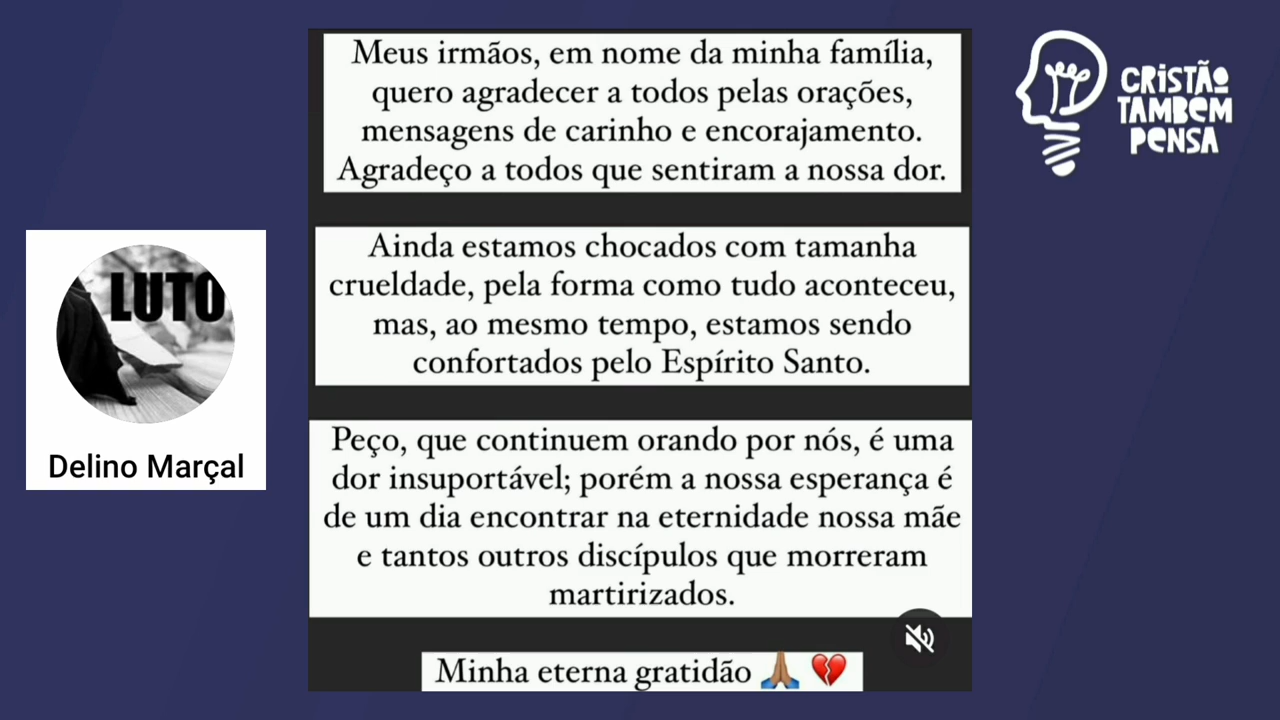 Meus irmãos, em nome da minha família,
quero agradecer a todos pelas orações,
mensagens de carinho e encorajamento.
Agradeço a todos que sentiram a nossa dor.
Ainda estamos chocados com tamanha
crueldade, pela forma como tudo aconteceu,
mas, ao mesmo tempo, estamos sendo
confortados pelo Espírito Santo.
Peço, que continuem orando por nós, é uma
dor insuportável; porém a nossa esperança é
de um dia encontrar na eternidade nossa mãe
e tantos outros discípulos que morreram
martirizados.
Minha eterna gratidão 🙏🏽 💔
LUTO
Delino Marçal
CRISTÃO
TAMBEM
PENSA